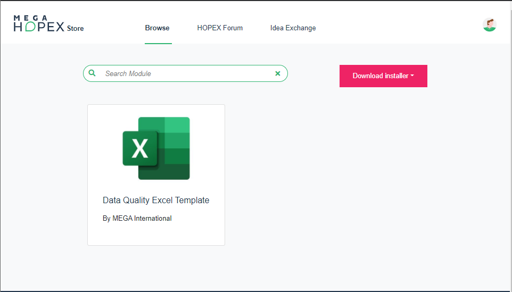 MEGA
HOPEX Store
Browse
HOPEX Forum
Idea Exchange
Search Module
Download installer
X
Data Quality Excel Template
By MEGA International